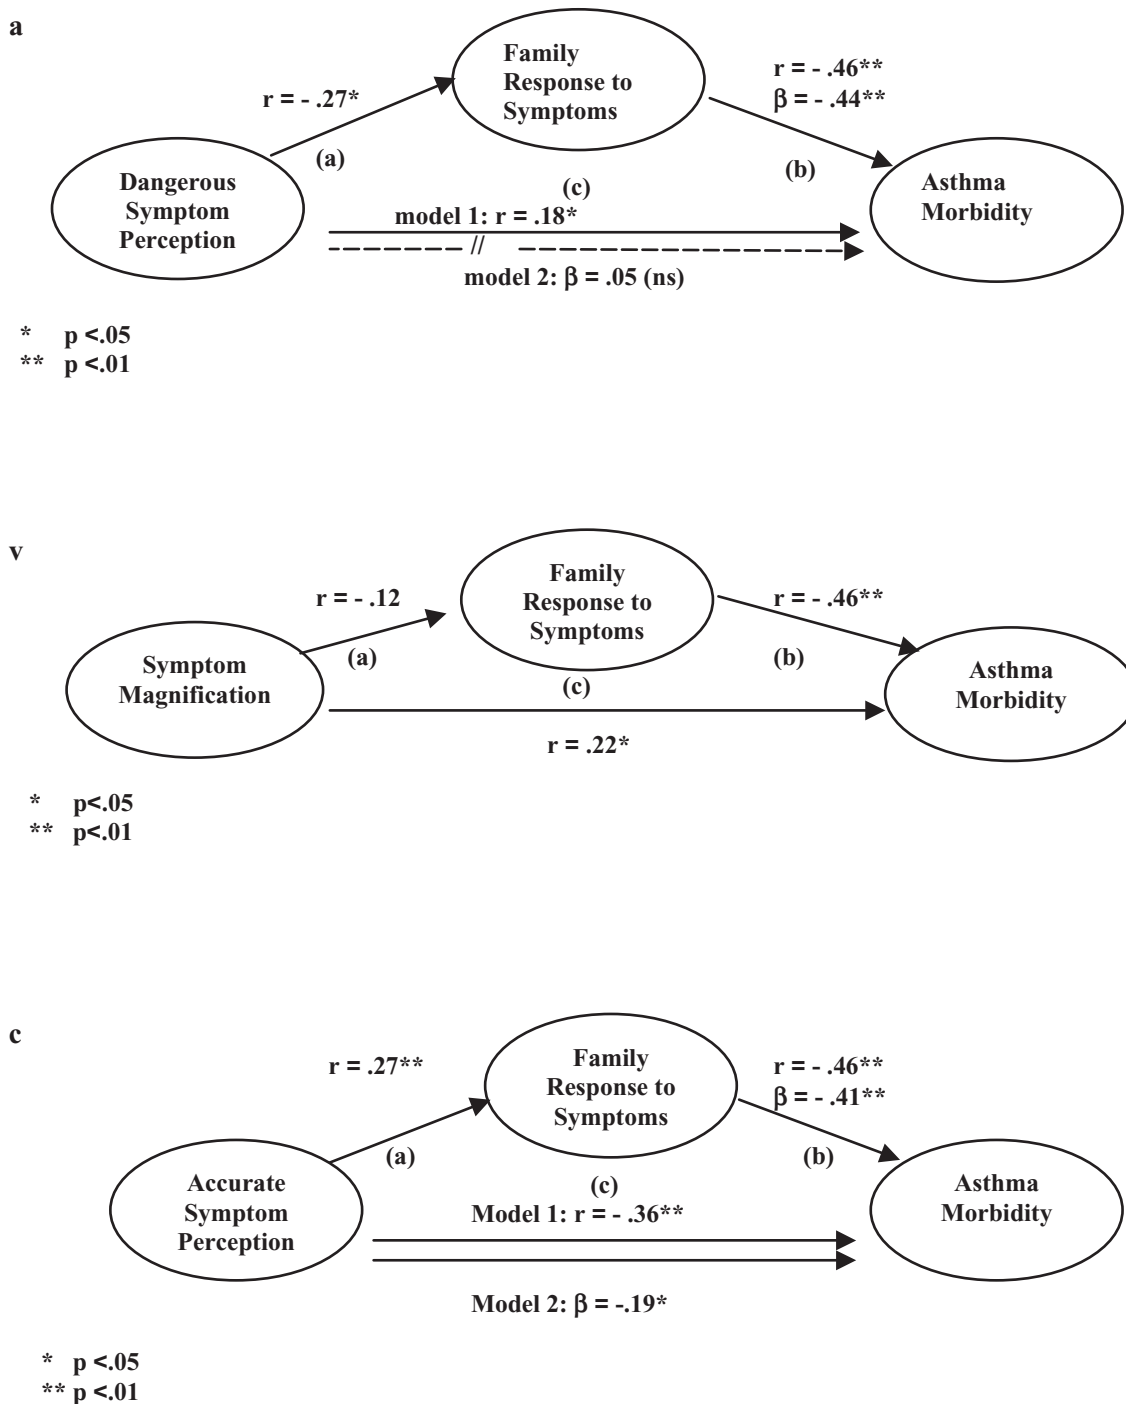 a
Family
Response to
Symptoms
r = - .27*
r = - .46**
β = - .44**
(a)
(b)
Dangerous
Symptom
Perception
(c)
model 1: r = .18*
//
model 2: β = .05 (ns)
Asthma
Morbidity
* p <.05
** p <.01
v
Family
Response to
Symptoms
r = - .12
r = - .46**
(a)
(b)
Symptom
Magnification
(c)
r = .22*
Asthma
Morbidity
* p<.05
** p<.01
c
Family
Response to
Symptoms
r = .27**
r = - .46**
β = - .41**
(a)
(b)
Accurate
Symptom
Perception
(c)
Model 1: r = - .36**
Model 2: β = -.19*
Asthma
Morbidity
* p <.05
** p <.01